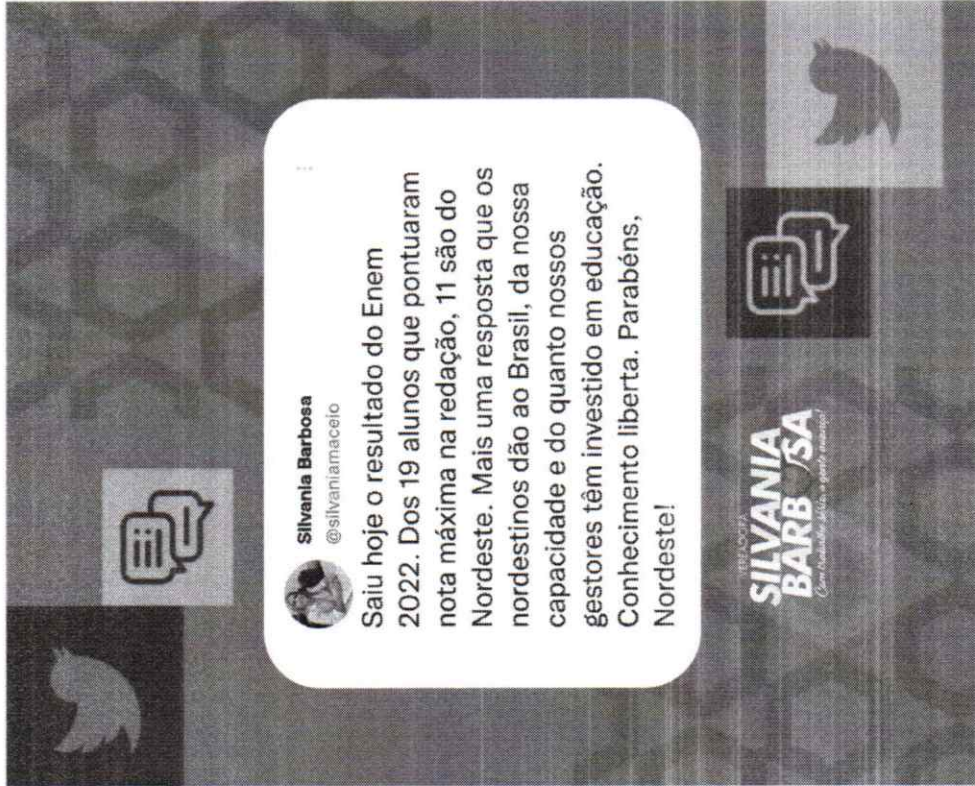 Silvania Barbosa
@silvaniamaceio
Saiu hoje o resultado do Enem
2022. Dos 19 alunos que pontuaram
nota máxima na redação, 11 são do
Nordeste. Mais uma resposta que os
nordestinos dão ao Brasil, da nossa
capacidade e do quanto nossos
gestores têm investido em educação.
Conhecimento liberta. Parabéns,
Nordeste!
VEREADORA
SILVANIA
BARBOSA